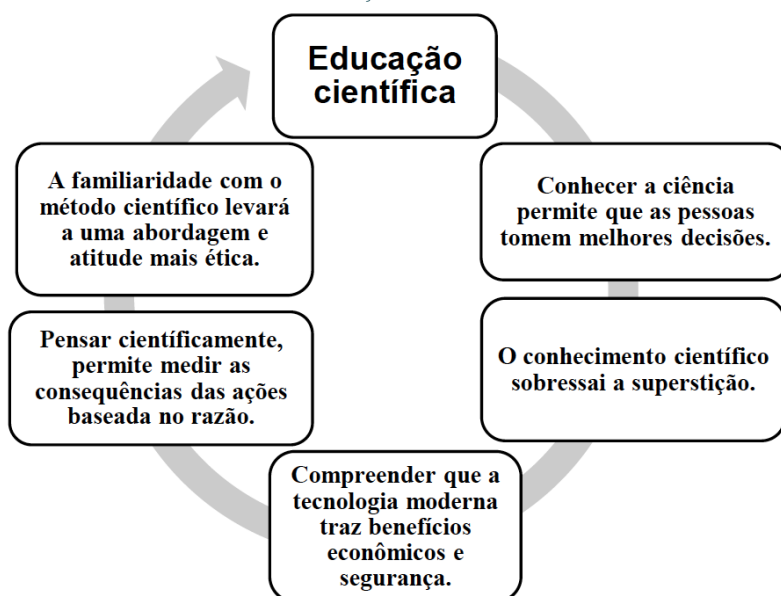 Educação
científica
Conhecer a ciência
permite que as pessoas
tomem melhores decisões.
O conhecimento científico
sobressai a superstição.
Compreender que a
tecnologia moderna
traz benefícios
econômicos e
segurança.
Pensar científicamente,
permite medir as
consequências das ações
baseada no razão.
A familiaridade com o
método científico levará
a uma abordagem e
atitude mais ética.